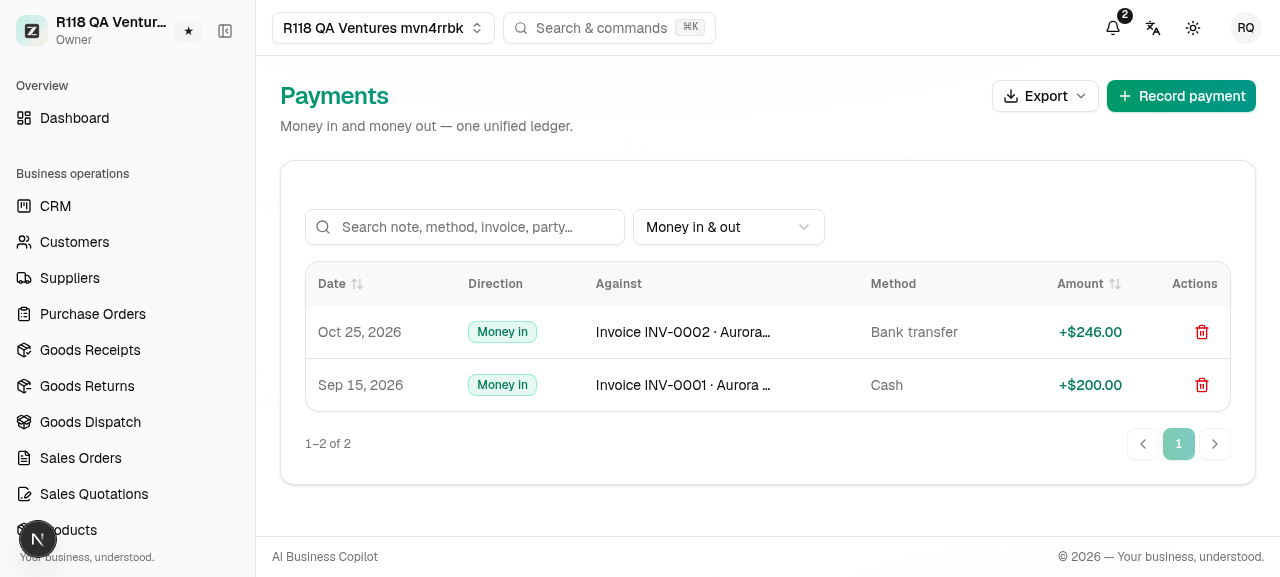 R118 QA Ventur...
Owner
★
R118 QA Ventures mvn4rrbk
Search & commands ⌘K
2
RQ
Overview
Dashboard
Business operations
CRM
Customers
Suppliers
Purchase Orders
Goods Receipts
Goods Returns
Goods Dispatch
Sales Orders
Sales Quotations
Your business, understood.
N
Payments
Money in and money out — one unified ledger.
Export
Record payment
Search note, method, invoice, party...
Money in & out
Date Direction Against Method Amount Actions
Oct 25, 2026 Money in Invoice INV-0002 · Aurora... Bank transfer +$246.00
Sep 15, 2026 Money in Invoice INV-0001 · Aurora ... Cash +$200.00
1–2 of 2
1
AI Business Copilot
© 2026 — Your business, understood.